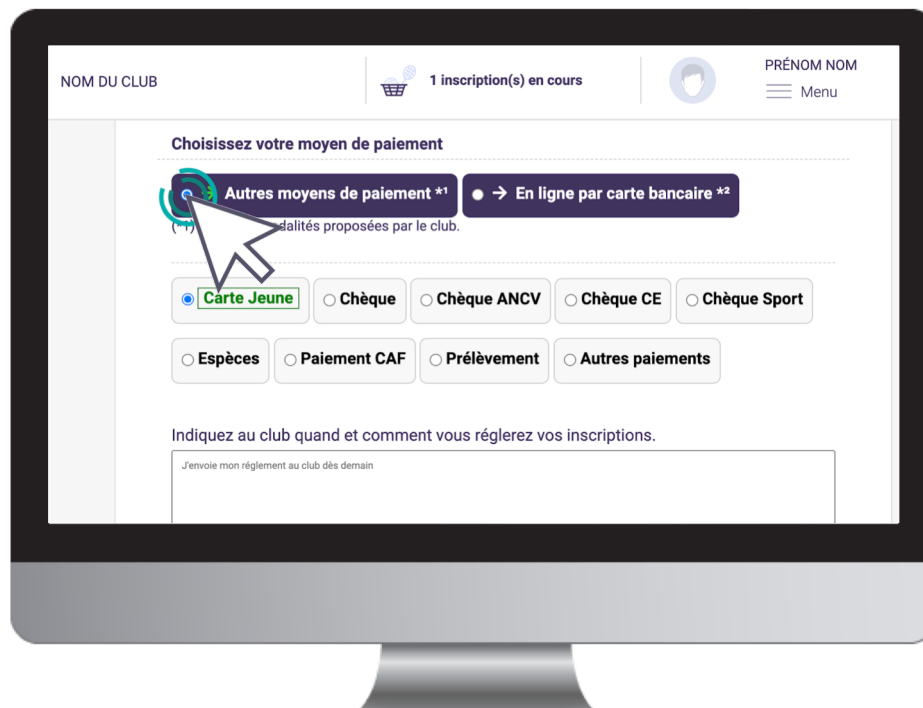 NOM DU CLUB
1 inscription(s) en cours
PRÉNOM NOM
Menu
Choisissez votre moyen de paiement
→ Autres moyens de paiement *¹
→ En ligne par carte bancaire *²
(*1) dalités proposées par le club.
Carte Jeune
Chèque
Chèque ANCV
Chèque CE
Chèque Sport
Espèces
Paiement CAF
Prélèvement
Autres paiements
Indiquez au club quand et comment vous réglerez vos inscriptions.
J'envoie mon réglement au club dès demain